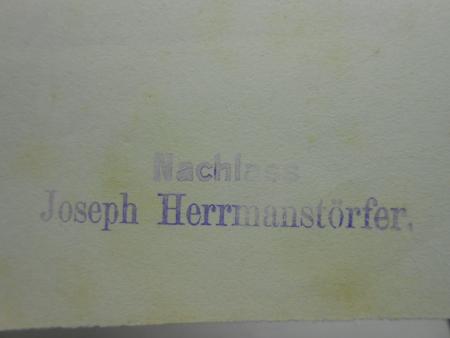 Nachlass
Joseph Herrmanstörfer.